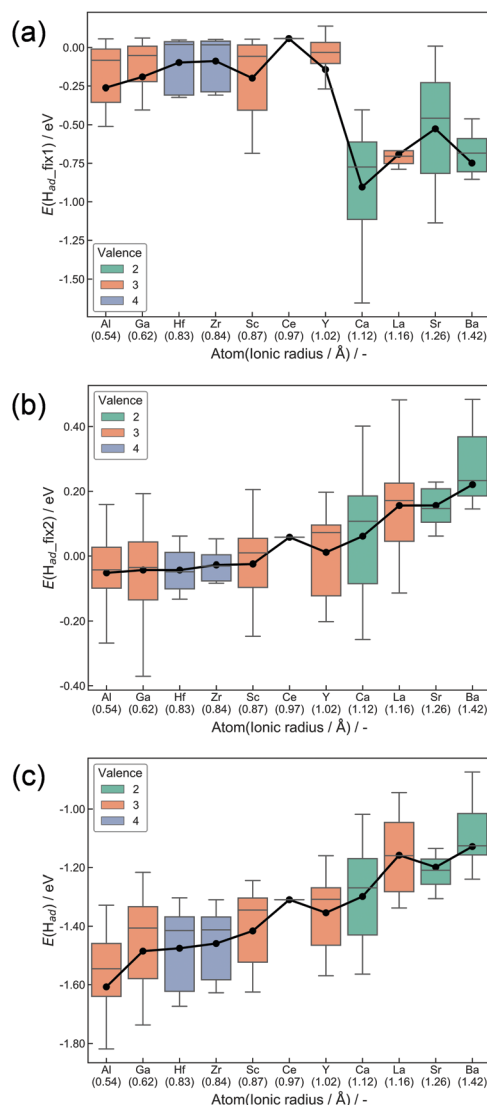 (a)
E(H_ad_fix1) / eV
0.00
-0.25
-0.50
-0.75
-1.00
-1.25
-1.50
Valence
2
3
4
Al Ga Hf Zr Sc Ce Y Ca La Sr Ba
(0.54) (0.62) (0.83) (0.84) (0.87) (0.97) (1.02) (1.12) (1.16) (1.26) (1.42)
Atom(Ionic radius / Å) / -
(b)
E(H_ad_fix2) / eV
0.40
0.20
0.00
-0.20
-0.40
Valence
2
3
4
Al Ga Hf Zr Sc Ce Y Ca La Sr Ba
(0.54) (0.62) (0.83) (0.84) (0.87) (0.97) (1.02) (1.12) (1.16) (1.26) (1.42)
Atom(Ionic radius / Å) / -
(c)
E(H_ad) / eV
-1.00
-1.20
-1.40
-1.60
-1.80
Valence
2
3
4
Al Ga Hf Zr Sc Ce Y Ca La Sr Ba
(0.54) (0.62) (0.83) (0.84) (0.87) (0.97) (1.02) (1.12) (1.16) (1.26) (1.42)
Atom(Ionic radius / Å) / -